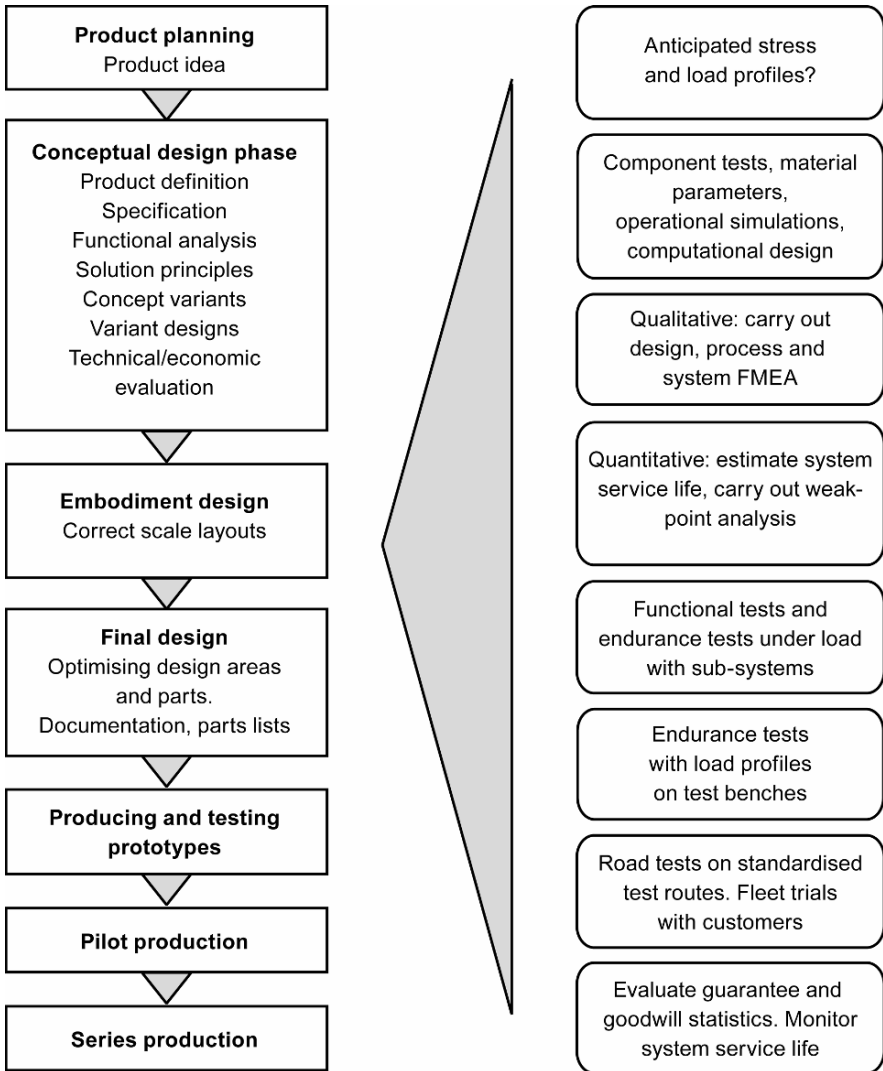 Product planning
Product idea
Conceptual design phase
Product definition
Specification
Functional analysis
Solution principles
Concept variants
Variant designs
Technical/economic
evaluation
Embodiment design
Correct scale layouts
Final design
Optimising design areas
and parts.
Documentation, parts lists
Producing and testing
prototypes
Pilot production
Series production
Anticipated stress
and load profiles?
Component tests, material
parameters,
operational simulations,
computational design
Qualitative: carry out
design, process and
system FMEA
Quantitative: estimate system
service life, carry out weak-
point analysis
Functional tests and
endurance tests under load
with sub-systems
Endurance tests
with load profiles
on test benches
Road tests on standardised
test routes. Fleet trials
with customers
Evaluate guarantee and
goodwill statistics. Monitor
system service life